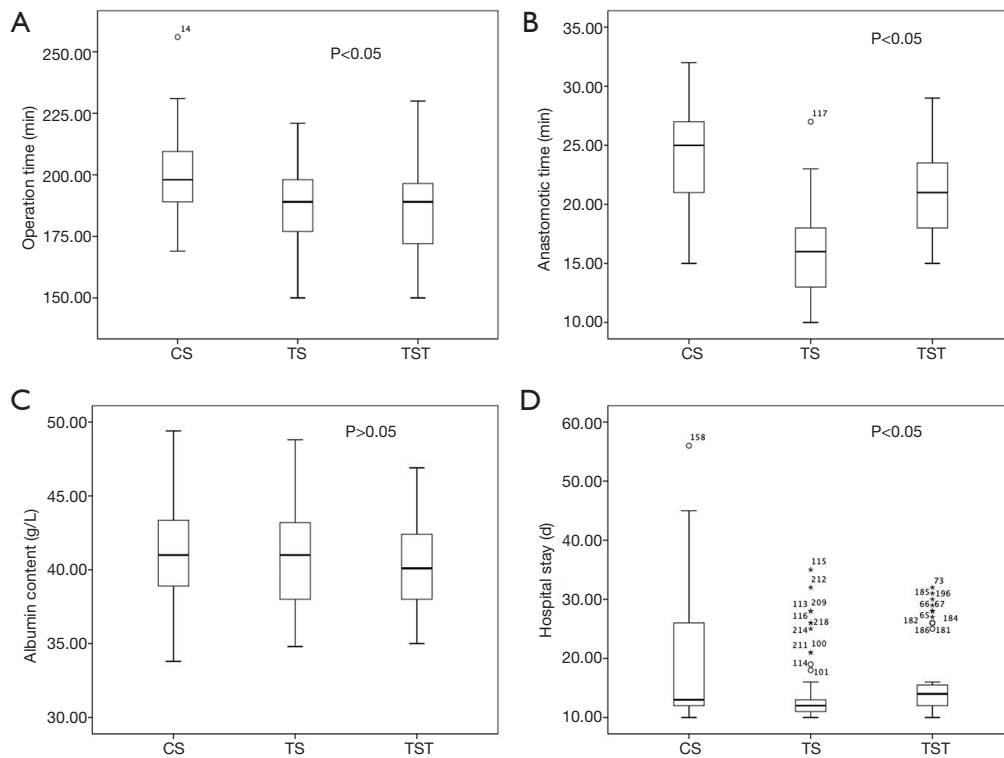 A
Operation time (min)
250.00
225.00
200.00
175.00
150.00
14
P<0.05
CS TS TST
B
Anastomotic time (min)
35.00
30.00
25.00
20.00
15.00
10.00
117
P<0.05
CS TS TST
C
Albumin content (g/L)
50.00
45.00
40.00
35.00
30.00
P>0.05
CS TS TST
D
Hospital stay (d)
60.00
50.00
40.00
30.00
20.00
10.00
P<0.05
158
115
212
113 209
116 218
214
211 100
114 101
73
185 196
66 67
65 184
182
186 181
CS TS TST